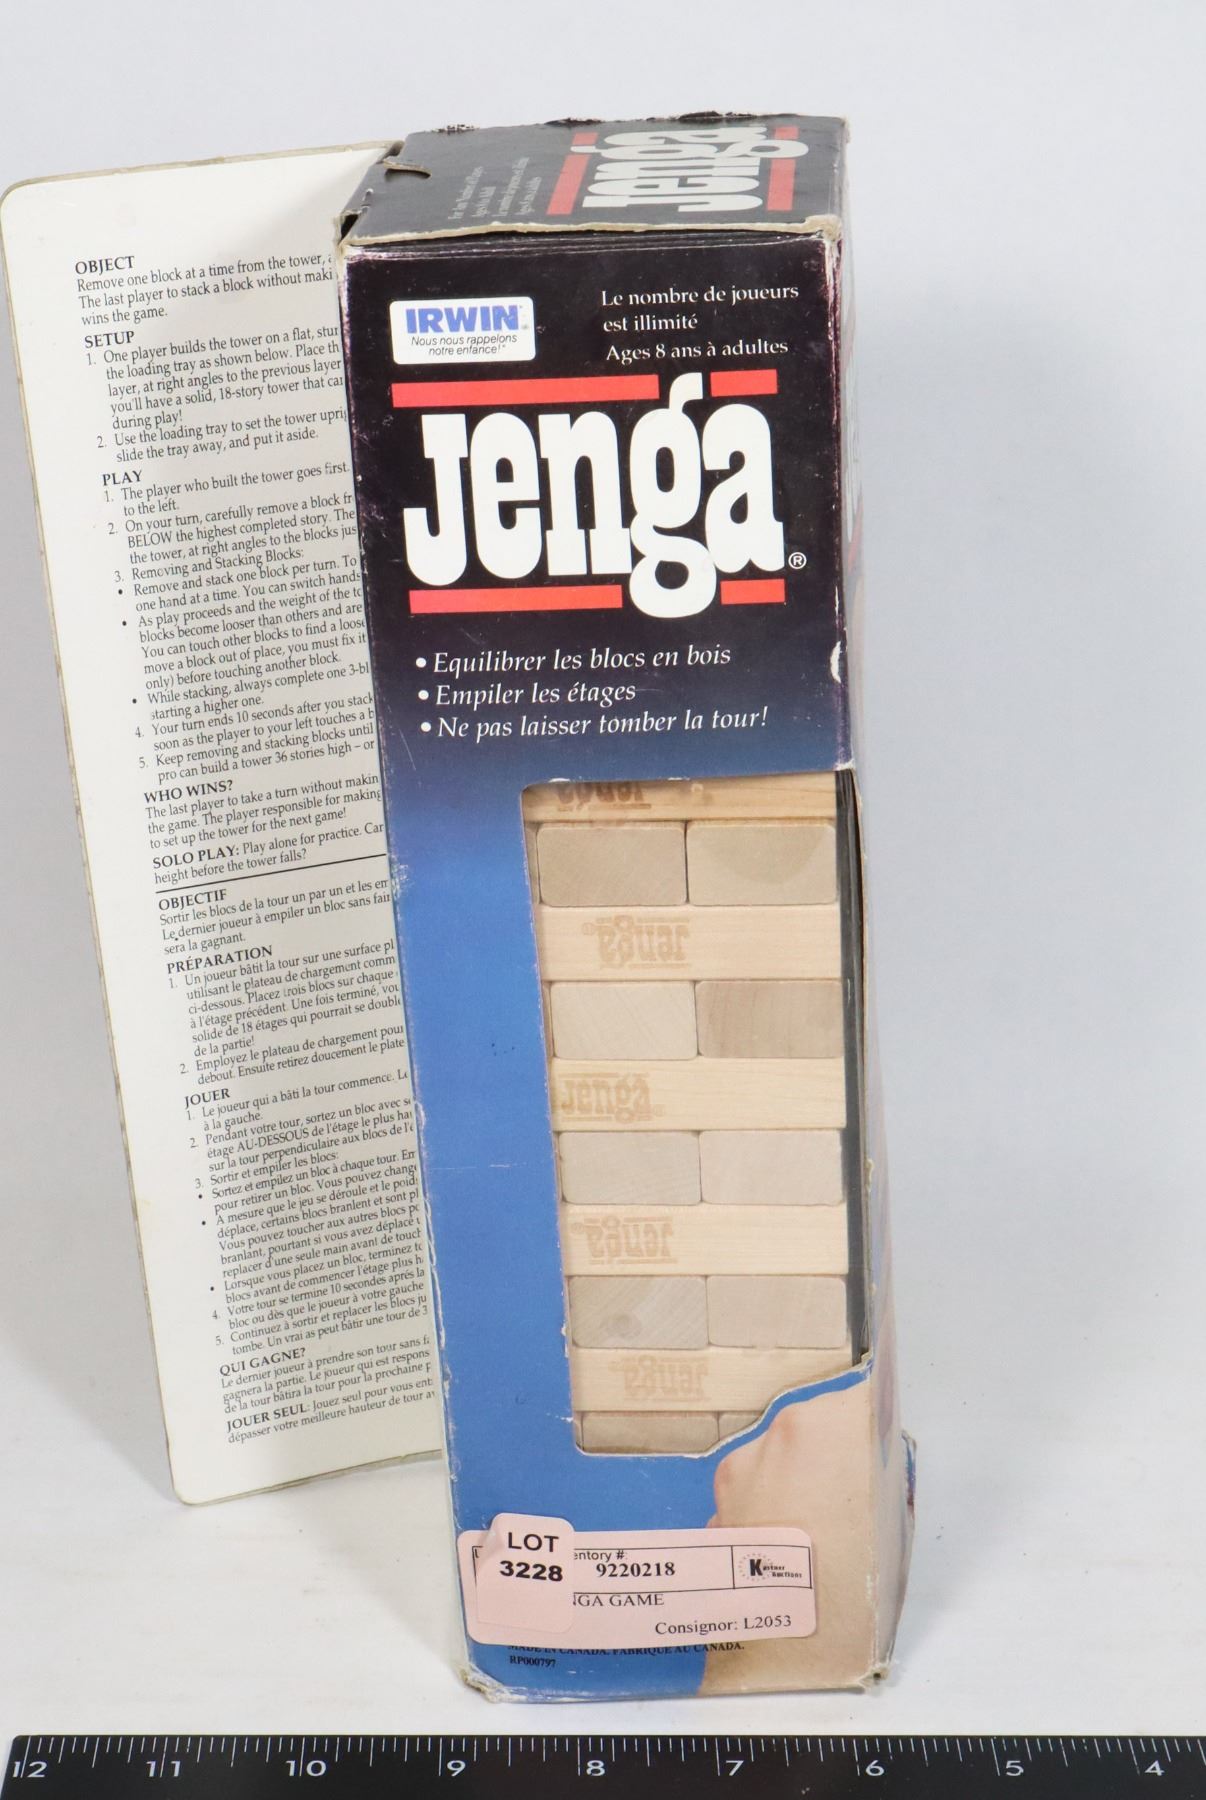 OBJECT
Remove one block at a time from the tower,
The last player to stack a block without maki
wins the game.
SETUP
1. One player builds the tower on a flat, stur
the loading tray as shown below. Place th
layer, at right angles to the previous layer
you'll have a solid, 18-story tower that can
during play!
2. Use the loading tray to set the tower uprig
slide the tray away, and put it aside.
PLAY
1. The player who built the tower goes first.
to the left.
2. On your turn, carefully remove a block fr
BELOW the highest completed story. The
the tower, at right angles to the blocks jus
3. Removing and Stacking Blocks:
• Remove and stack one block per turn. To
one hand at a time. You can switch hands
• As play proceeds and the weight of the to
blocks become looser than others and are
You can touch other blocks to find a loose
move a block out of place, you must fix it
only) before touching another block.
• While stacking, always complete one 3-bl
starting a higher one.
4. Your turn ends 10 seconds after you stack
soon as the player to your left touches a b
5. Keep removing and stacking blocks until
pro can build a tower 36 stories high – or
WHO WINS?
The last player to take a turn without makin
the game. The player responsible for making
to set up the tower for the next game!
SOLO PLAY: Play alone for practice. Car
height before the tower falls?
OBJECTIF
Sortir les blocs de la tour un par un et les em
Le dernier joueur à empiler un bloc sans fair
sera la gagnant.
PRÉPARATION
1. Un joueur bâtit la tour sur une surface pl
utilisant le plateau de chargement comm
ci-dessous. Placez trois blocs sur chaque
à l'étage précédent. Une fois terminé, vou
solide de 18 étages qui pourrait se doubl
de la partie!
2. Employez le plateau de chargement pour
debout. Ensuite retirez doucement le plate
JOUER
1. Le joueur qui a bâti la tour commence. Le
à la gauche.
2. Pendant votre tour, sortez un bloc avec s
étage AU-DESSOUS de l'étage le plus hau
sur la tour perpendiculaire aux blocs de l'é
3. Sortir et empiler les blocs:
• Sortez et empilez un bloc à chaque tour. Em
pour retirer un bloc. Vous pouvez change
• A mesure que le jeu se déroule et le poids
déplace, certains blocs branlent et sont pl
Vous pouvez toucher aux autres blocs po
branlant, pourtant si vous avez déplacé u
replacer d'une seule main avant de touch
• Lorsque vous placez un bloc, terminez to
blocs avant de commencer l'étage plus h
4. Votre tour se termine 10 secondes après la
bloc ou dès que le joueur à votre gauche
5. Continuez à sortir et replacer les blocs ju
tombe. Un vrai as peut bâtir une tour de 3
QUI GAGNE?
Le dernier joueur à prendre son tour sans fa
gagnera la partie. Le joueur qui est respons
de la tour bâtira la tour pour la prochaine p
JOUER SEUL: Jouez seul pour vous ent
dépasser votre meilleure hauteur de tour av
Jenga
IRWIN
Nous nous rappelons
notre enfance!
Le nombre de joueurs
est illimité
Ages 8 ans à adultes
Jenga®
• Equilibrer les blocs en bois
• Empiler les étages
• Ne pas laisser tomber la tour!
Jenga
Jenga®
Jenga®
Jenga®
Jenga®
LOT
3228
entory #:
9220218
Kastner
Auctions
NGA GAME
Consignor: L2053
MADE IN CANADA. FABRIQUE AU CANADA.
RP000797
12 11 10 9 8 7 6 5 4